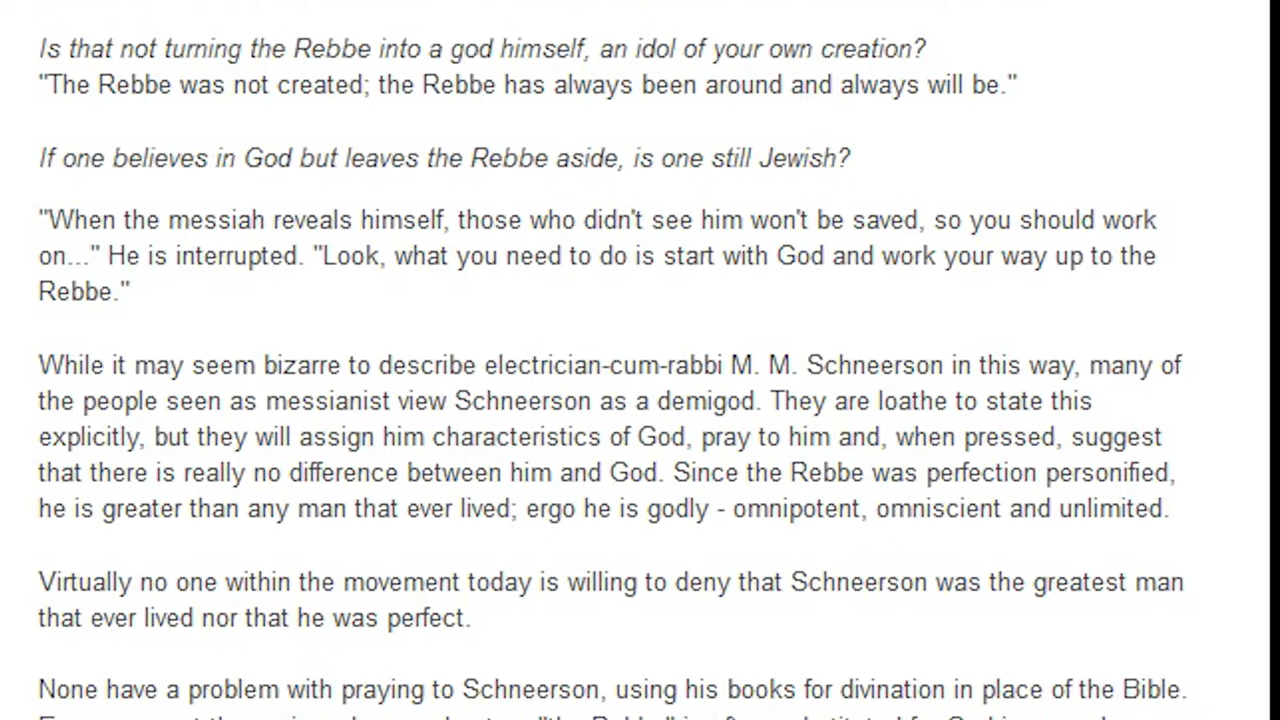 Is that not turning the Rebbe into a god himself, an idol of your own creation?
"The Rebbe was not created; the Rebbe has always been around and always will be."
If one believes in God but leaves the Rebbe aside, is one still Jewish?
"When the messiah reveals himself, those who didn't see him won't be saved, so you should work
on..." He is interrupted. "Look, what you need to do is start with God and work your way up to the
Rebbe."
While it may seem bizarre to describe electrician-cum-rabbi M. M. Schneerson in this way, many of
the people seen as messianist view Schneerson as a demigod. They are loathe to state this
explicitly, but they will assign him characteristics of God, pray to him and, when pressed, suggest
that there is really no difference between him and God. Since the Rebbe was perfection personified,
he is greater than any man that ever lived; ergo he is godly - omnipotent, omniscient and unlimited.
Virtually no one within the movement today is willing to deny that Schneerson was the greatest man
that ever lived nor that he was perfect.
None have a problem with praying to Schneerson, using his books for divination in place of the Bible.